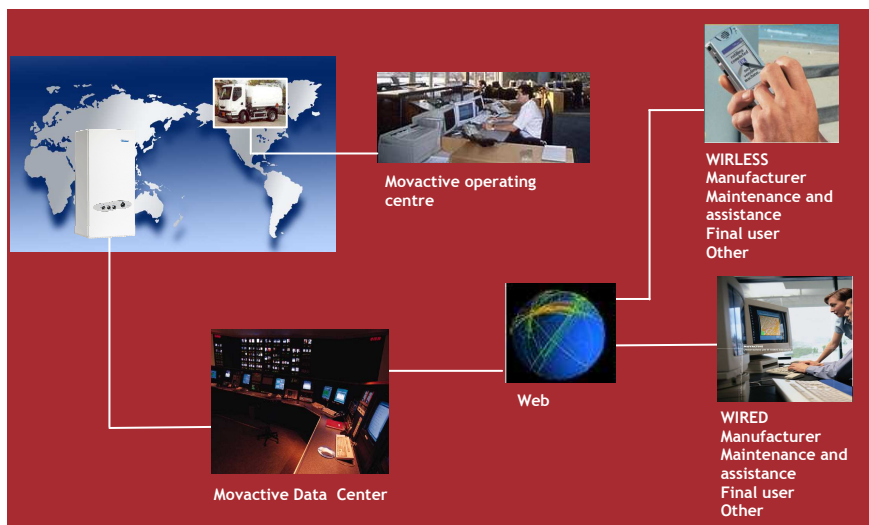 Movactive operating
centre
WIRLESS
Manufacturer
Maintenance and
assistance
Final user
Other
Web
Movactive Data  Center
WIRED
Manufacturer
Maintenance and
assistance
Final user
Other